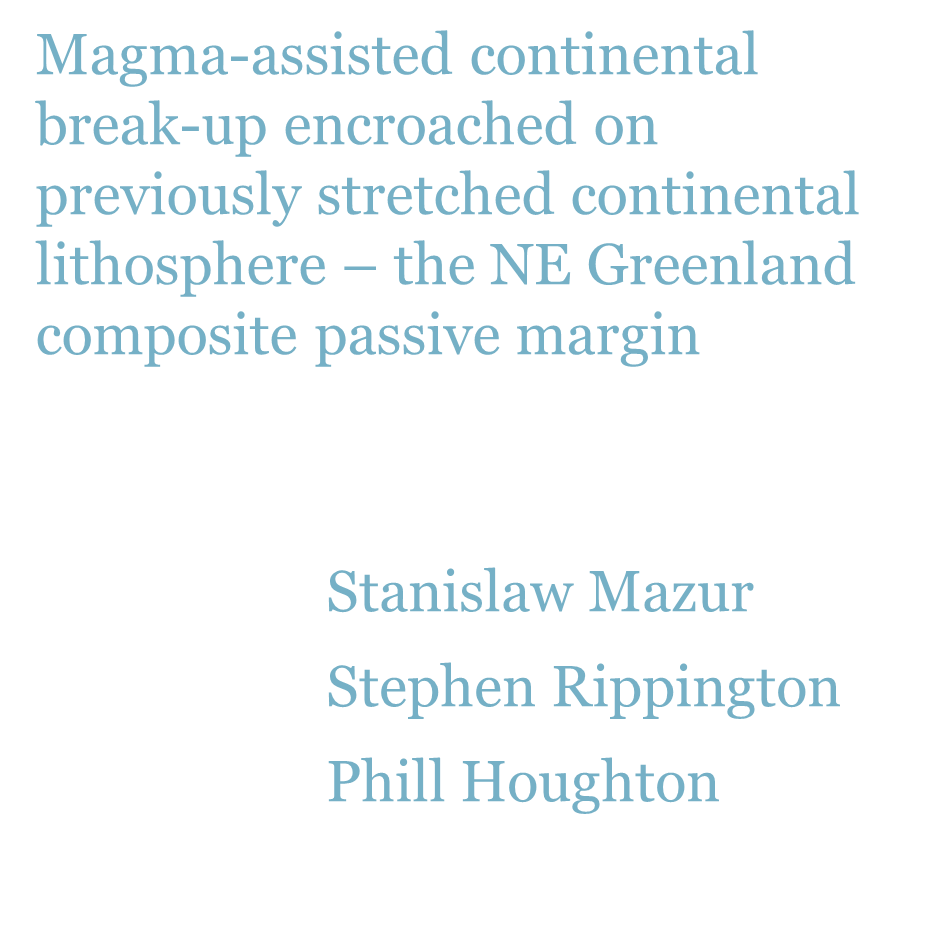 Magma-assisted continental
break-up encroached on
previously stretched continental
lithosphere – the NE Greenland
composite passive margin
Stanislaw Mazur
Stephen Rippington
Phill Houghton